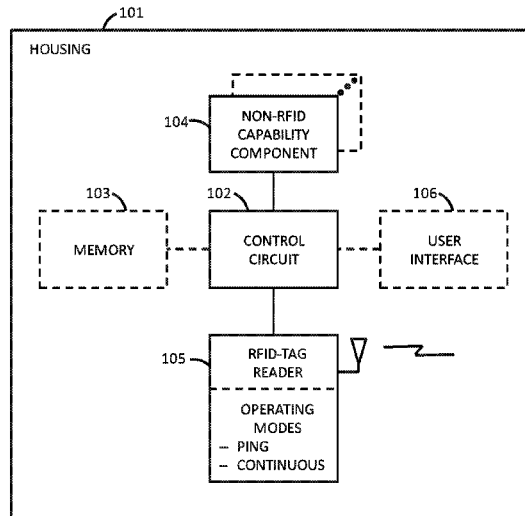 101
HOUSING
104
NON-RFID
CAPABILITY
COMPONENT
103
MEMORY
102
CONTROL
CIRCUIT
106
USER
INTERFACE
105
RFID-TAG
READER
OPERATING
MODES
– PING
– CONTINUOUS